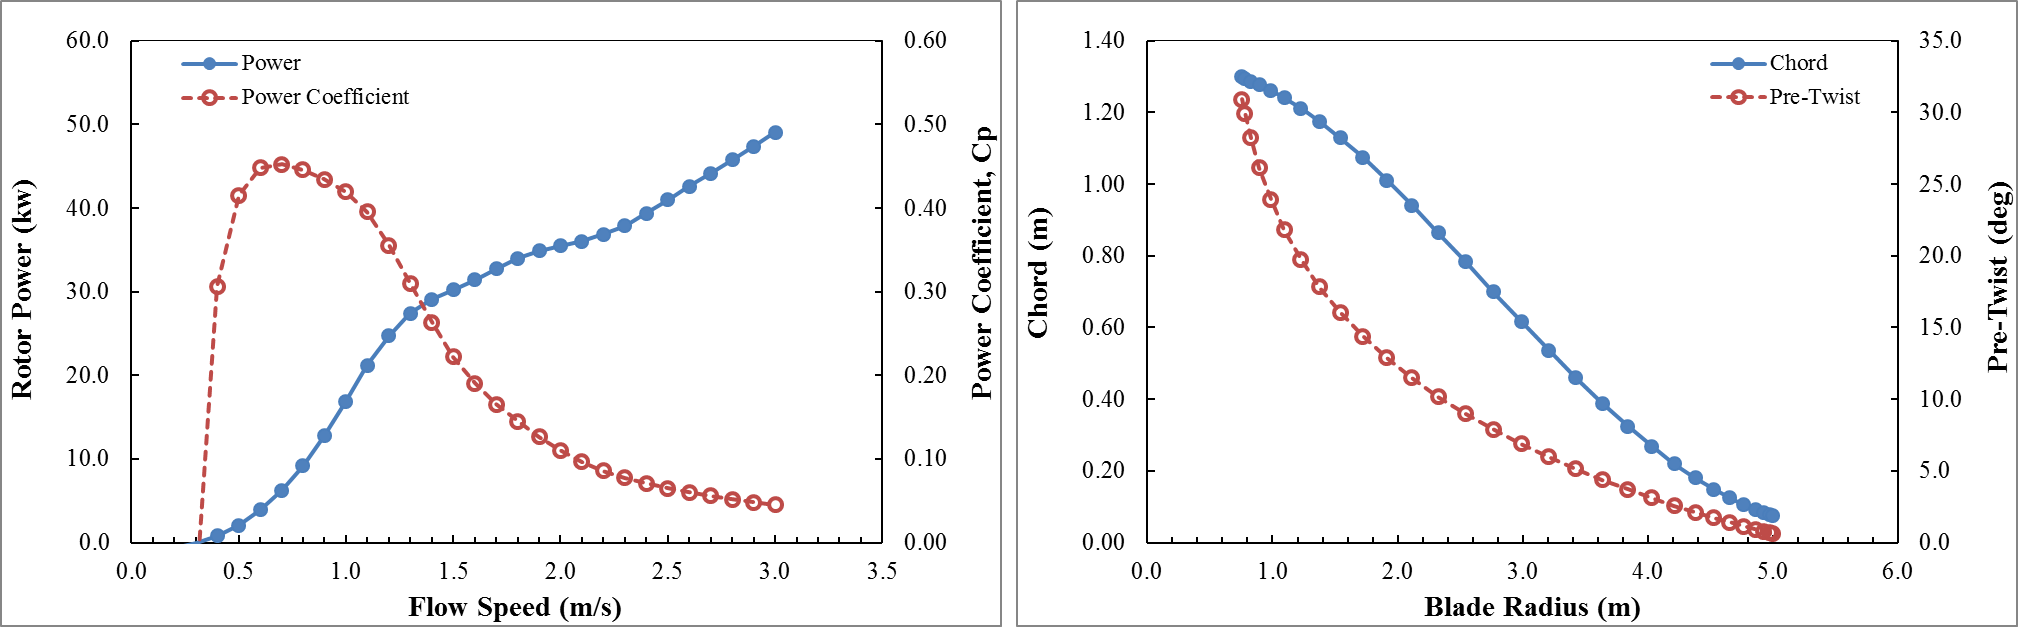 Power
Power Coefficient
60.0
50.0
40.0
30.0
20.0
10.0
0.0
Rotor Power (kw)
0.60
0.50
0.40
0.30
0.20
0.10
0.00
Power Coefficient, Cp
0.0 0.5 1.0 1.5 2.0 2.5 3.0 3.5
Flow Speed (m/s)
Chord
Pre-Twist
1.40
1.20
1.00
0.80
0.60
0.40
0.20
0.00
Chord (m)
35.0
30.0
25.0
20.0
15.0
10.0
5.0
0.0
Pre-Twist (deg)
0.0 1.0 2.0 3.0 4.0 5.0 6.0
Blade Radius (m)